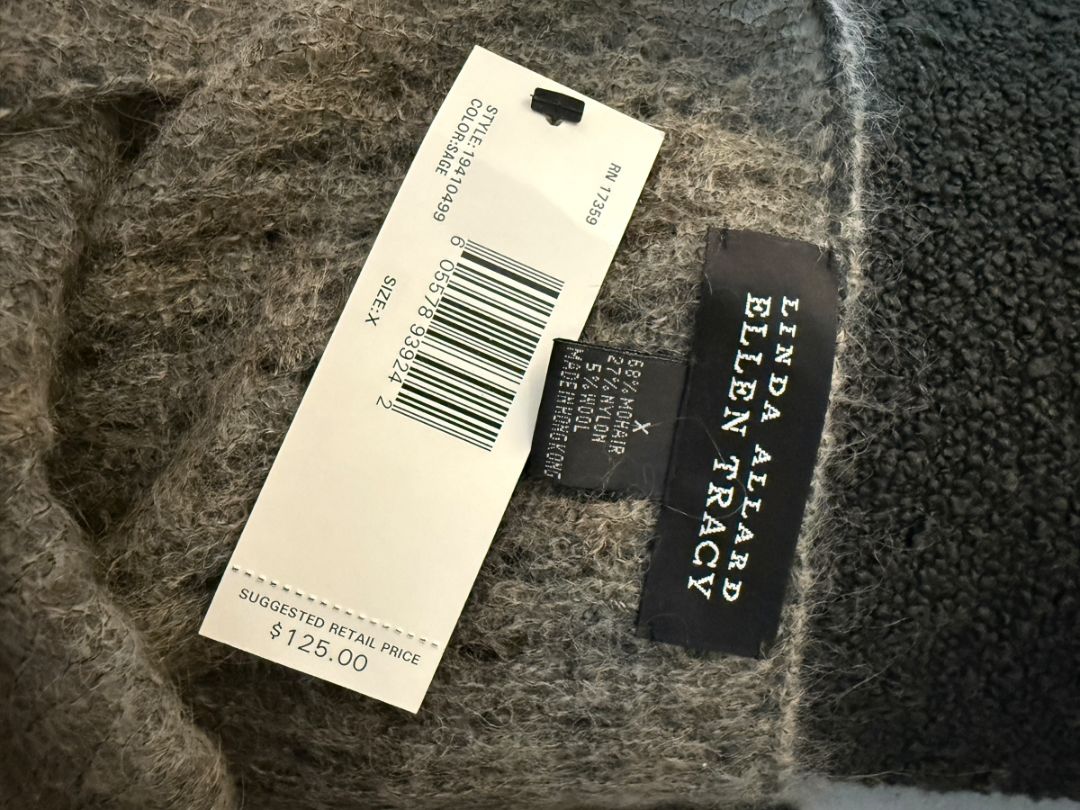 RN 17359
STYLE: 19410499
COLOR:SAGE
6 05578 93924 2
SIZE:X
SUGGESTED RETAIL PRICE
$125.00
LINDA ALLARD
ELLEN TRACY
X
68% MOHAIR
27% NYLON
5% WOOL
MADE IN HONG KONG